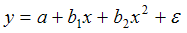 y = a + b₁x + b₂x² + ε